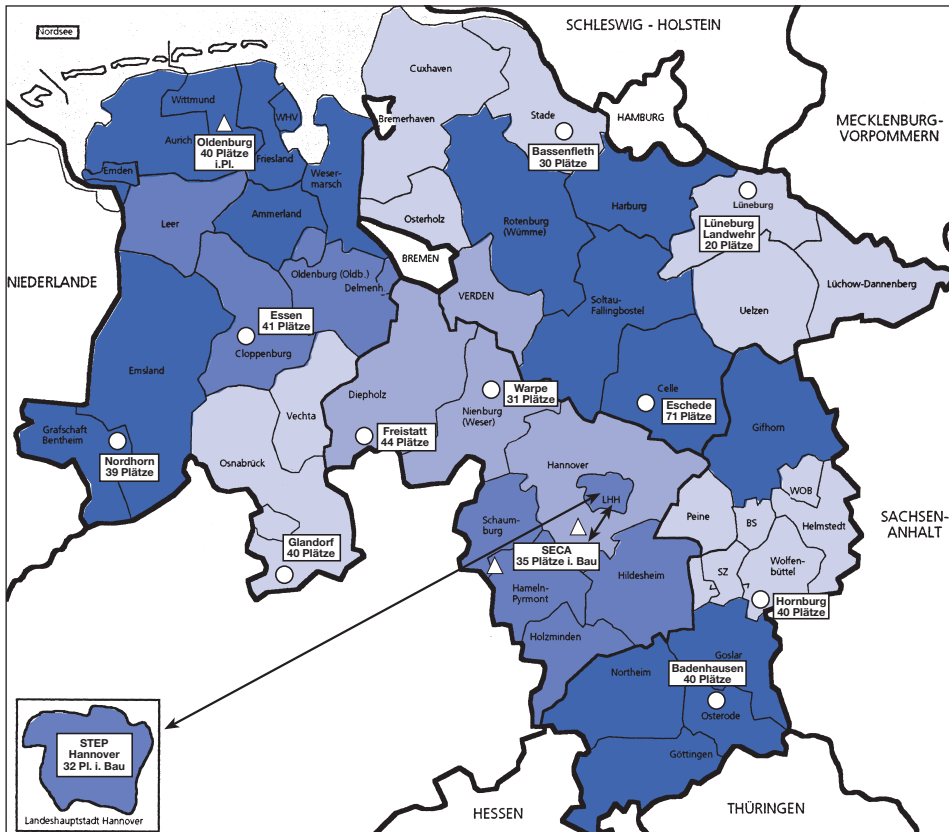 SCHLESWIG - HOLSTEIN
Nordsee
Cuxhaven
Wittmund
WHV
Bremerhaven
Stade
HAMBURG
MECKLENBURG-
VORPOMMERN
Aurich
Oldenburg
40 Plätze
i.Pl.
Friesland
Bassenfleth
30 Plätze
Emden
Weser-
marsch
Lüneburg
Harburg
Ammerland
Osterholz
Rotenburg
(Wümme)
Lüneburg
Landwehr
20 Plätze
Leer
BREMEN
NIEDERLANDE
Oldenburg (Oldb.)
Delmenh.
VERDEN
Soltau-
Fallingbostel
Lüchow-Dannenberg
Uelzen
Essen
41 Plätze
Cloppenburg
Emsland
Diepholz
Warpe
31 Plätze
Celle
Eschede
71 Plätze
Vechta
Nienburg
(Weser)
Grafschaft
Bentheim
Freistatt
44 Plätze
Gifhorn
Nordhorn
39 Plätze
Osnabrück
Hannover
LHH
WOB
Peine
BS
Helmstedt
SACHSEN-
ANHALT
Schaum-
burg
Glandorf
40 Plätze
SECA
35 Plätze i. Bau
Hildesheim
SZ
Wolfen-
büttel
Hameln-
Pyrmont
Hornburg
40 Plätze
Holzminden
Goslar
Northeim
Badenhausen
40 Plätze
Osterode
STEP
Hannover
32 Pl. i. Bau
Göttingen
Landeshauptstadt Hannover
HESSEN
THÜRINGEN